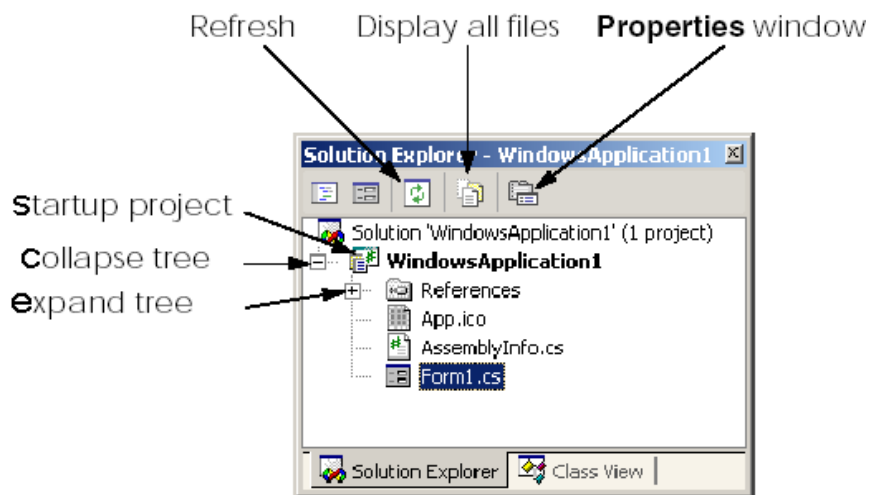 Refresh Display all files Properties window
Solution Explorer - WindowsApplication1
Startup project
Solution 'WindowsApplication1' (1 project)
Collapse tree
WindowsApplication1
expand tree
References
App.ico
AssemblyInfo.cs
Form1.cs
Solution Explorer Class View